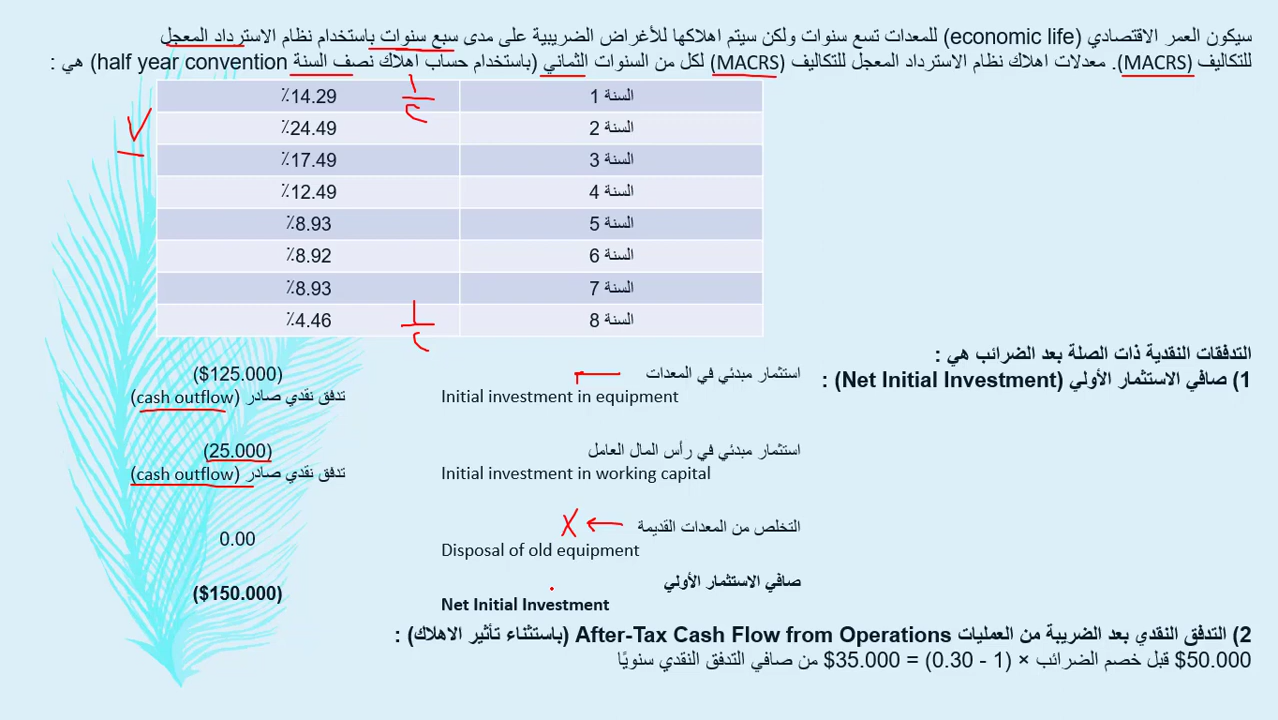 سيكون العمر الاقتصادي (economic life) للمعدات تسع سنوات ولكن سيتم اهلاكها للأغراض الضريبية على مدى سبع سنوات باستخدام نظام الاسترداد المعجل
للتكاليف (MACRS). معدلات اهلاك نظام الاسترداد المعجل للتكاليف (MACRS) لكل من السنوات الثماني (باستخدام حساب اهلاك نصف السنة half year convention) هي :
السنة 1 14.29٪
السنة 2 24.49٪
السنة 3 17.49٪
السنة 4 12.49٪
السنة 5 8.93٪
السنة 6 8.92٪
السنة 7 8.93٪
السنة 8 4.46٪
التدفقات النقدية ذات الصلة بعد الضرائب هي :
1) صافي الاستثمار الأولي (Net Initial Investment) :
استثمار مبدئي في المعدات ($125.000)
Initial investment in equipment تدفق نقدي صادر (cash outflow)
استثمار مبدئي في رأس المال العامل (25.000)
Initial investment in working capital تدفق نقدي صادر (cash outflow)
التخلص من المعدات القديمة 0.00
Disposal of old equipment
صافي الاستثمار الأولي ($150.000)
Net Initial Investment
2) التدفق النقدي بعد الضريبة من العمليات After-Tax Cash Flow from Operations (باستثناء تأثير الاهلاك) :
$50.000 قبل خصم الضرائب × (1 - 0.30) = $35.000 من صافي التدفق النقدي سنويًا